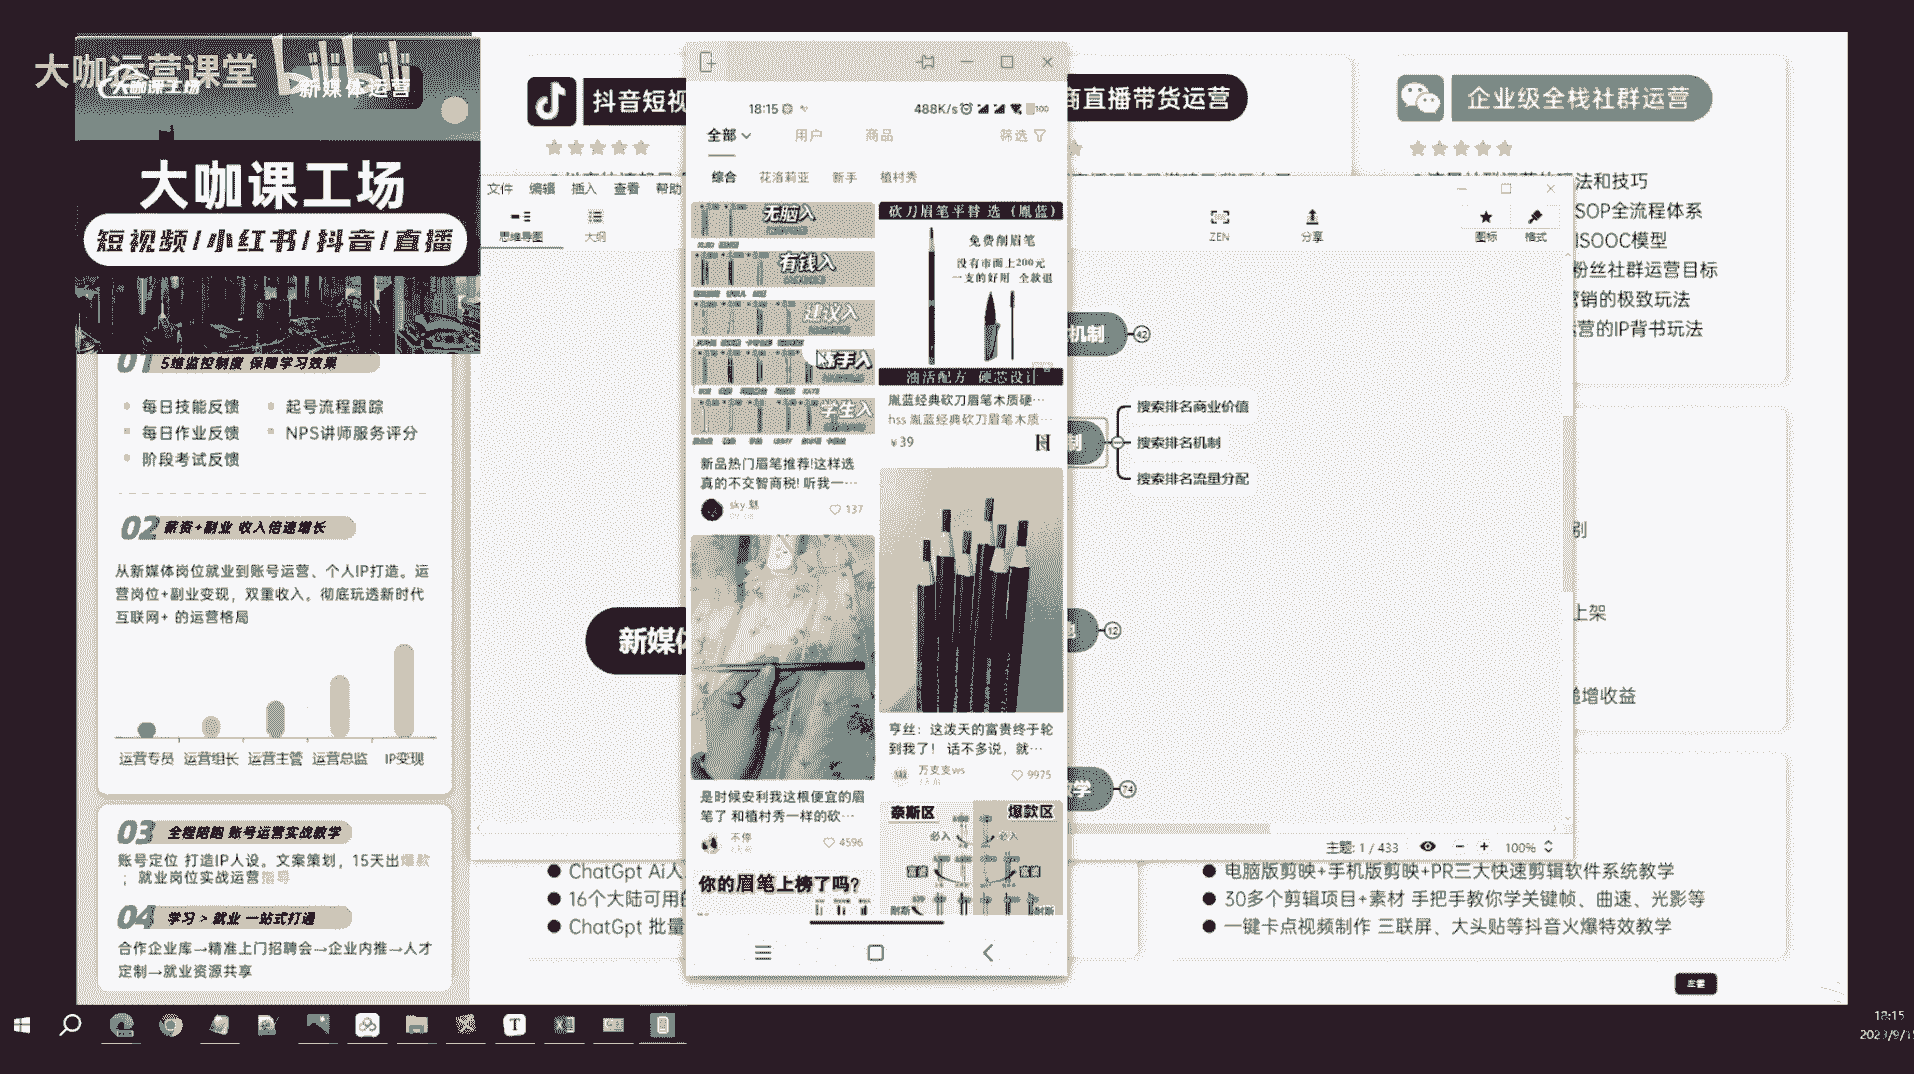 大咖运营课堂
大咖课工场
新媒体运营
大咖课工场
短视频/小红书/抖音/直播
01 5维监控制度 保障学习效果
每日技能反馈
起号流程跟踪
每日作业反馈
NPS讲师服务评分
阶段考试反馈
02 薪资+副业 收入倍速增长
从新媒体岗位就业到账号运营、个人IP打造。运
营岗位+副业变现，双重收入。彻底玩透新时代
互联网+ 的运营格局
运营专员 运营组长 运营主管 运营总监 IP变现
03 全程陪跑 账号运营实战教学
账号定位 打造IP人设。文案策划，15天出爆款
；就业岗位实战运营指导
04 学习 > 就业 一站式打通
合作企业库→精准上门招聘会→企业内推→人才
定制→就业资源共享
抖音短视
商直播带货运营
企业级全栈社群运营
法和技巧
SOP全流程体系
ISOOC模型
粉丝社群运营目标
营销的极致玩法
运营的IP背书玩法
文件 编辑 插入 查看 帮助
思维导图
大纲
ZEN
分享
图标
格式
机制
42
制
搜索排名商业价值
搜索排名机制
搜索排名流量分配
新媒体
12
学
74
别
上架
递增收益
主题: 1 / 433
100%
ChatGpt Ai人
16个大陆可用的
ChatGpt 批量
电脑版剪映+手机版剪映+PR三大快速剪辑软件系统教学
30多个剪辑项目+素材 手把手教你学关键帧、曲速、光影等
一键卡点视频制作 三联屏、大头贴等抖音火爆特效教学
18:15
488K/s
100
全部
用户
商品
筛选
综合
花洛莉亚
新手
植村秀
无脑入
有钱入
建议入
新手入
学生入
新品热门眉笔推荐!这样选
真的不交智商税! 听我一…
sky 魅
137
是时候安利我这根便宜的眉
笔了 和植村秀一样的砍…
不停
4596
你的眉笔上榜了吗?
砍刀眉笔平替 选（胤蓝）
免费削眉笔
没有市面上200元
一支的好用 全款退
油活配方 硬芯设计
胤蓝经典砍刀眉笔木质硬…
hss 胤蓝经典砍刀眉笔木质…
¥39
亨丝：这泼天的富贵终于轮
到我了！ 话不多说，就…
万支支ws
9975
奈斯区
爆款区
必入
必入
耐斯
耐斯
18:15